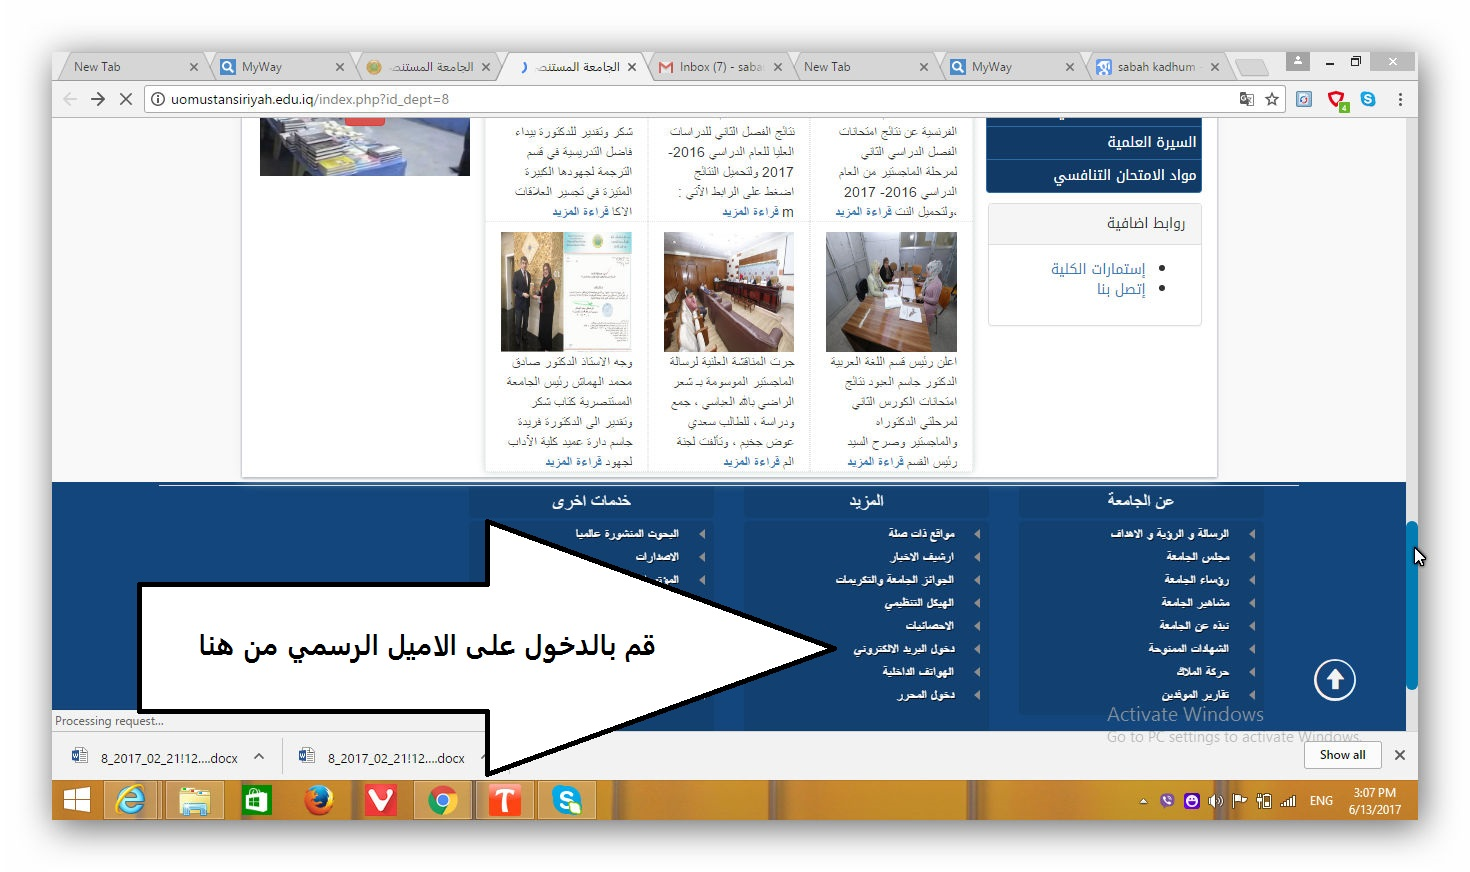 New Tab
MyWay
الجامعة المستنص
الجامعة المستنص
Inbox (7) - saba
New Tab
MyWay
sabah kadhum -
uomustansiriyah.edu.iq/index.php?id_dept=8
4
السيرة العلمية
مواد الامتحان التنافسي
روابط اضافية
إستمارات الكلية
إتصل بنا
الفرنسية عن نتائج امتحانات
الفصل الدراسي الثاني
لمرحلة الماجستير من العام
الدراسي 2016- 2017
،ولتحميل النت قراءة المزيد
نتائج الفصل الثاني للدراسات
العليا للعام الدراسي 2016-
2017 ولتحميل النتائج
اضغط على الرابط الآتي :
m قراءة المزيد
شكر وتقدير للدكتورة بيداء
فاضل التدريسية في قسم
الترجمة لجهودها الكبيرة
المتيزة في تجسير العلاقات
الاكا قراءة المزيد
اعلن رئيس قسم اللغة العربية
الدكتور جاسم العبود نتائج
امتحانات الكورس الثاني
لمرحلتي الدكتوراه
والماجستير وصرح السيد
رئيس القسم قراءة المزيد
جرت المناقشة العلنية لرسالة
الماجستير الموسومة بـ شعر
الراضي بالله العباسي ، جمع
ودراسة ، للطالب سعدي
عوض جخيم ، وتألفت لجنة
الم قراءة المزيد
وجه الاستاذ الدكتور صادق
محمد الهماش رئيس الجامعة
المستنصرية كتاب شكر
وتقدير الى الدكتورة فريدة
جاسم دارة عميد كلية الآداب
لجهود قراءة المزيد
عن الجامعة
الرسالة و الرؤية و الاهداف
مجلس الجامعة
رؤساء الجامعة
مشاهير الجامعة
نبذه عن الجامعة
الشهادات الممنوحة
حركة الملاك
تقارير الموفدين
المزيد
مواقع ذات صلة
ارشيف الاخبار
الجوائز الجامعة والتكريمات
الهيكل التنظيمي
الاحصائيات
دخول البريد الالكتروني
الهواتف الداخلية
دخول المحرر
خدمات اخرى
البحوث المنشورة عالميا
الاصدارات
قم بالدخول على الاميل الرسمي من هنا
Processing request...
Activate Windows
Go to PC settings to activate Windows.
8_2017_02_21!12....docx
8_2017_02_21!12....docx
Show all
ENG
3:07 PM
6/13/2017